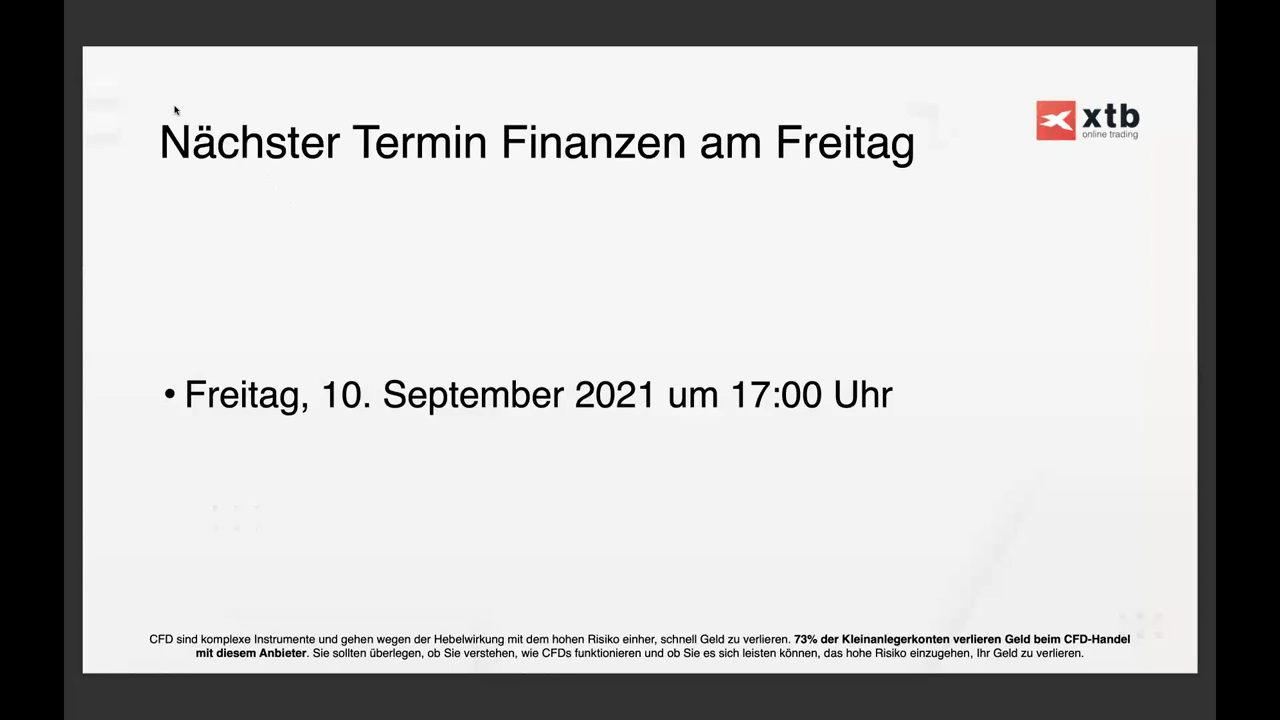 Nächster Termin Finanzen am Freitag
xtb
online trading
• Freitag, 10. September 2021 um 17:00 Uhr
CFD sind komplexe Instrumente und gehen wegen der Hebelwirkung mit dem hohen Risiko einher, schnell Geld zu verlieren. 73% der Kleinanlegerkonten verlieren Geld beim CFD-Handel
mit diesem Anbieter. Sie sollten überlegen, ob Sie verstehen, wie CFDs funktionieren und ob Sie es sich leisten können, das hohe Risiko einzugehen, Ihr Geld zu verlieren.